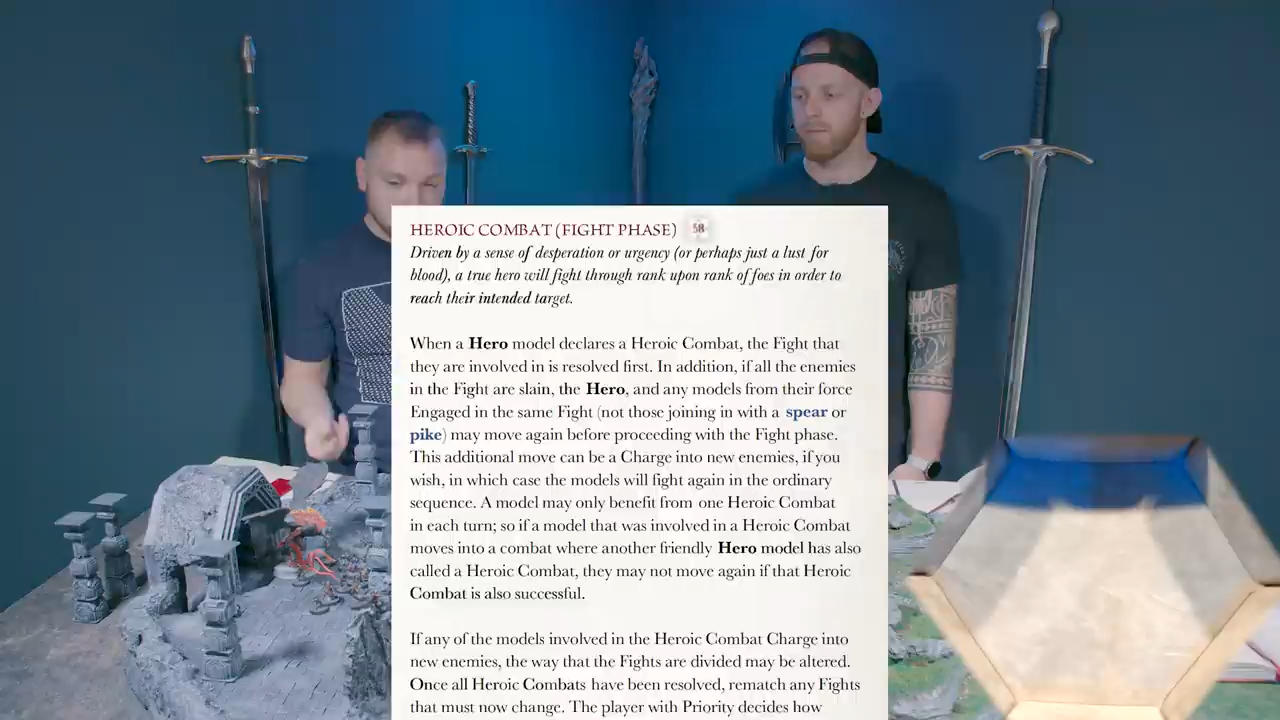 HEROIC COMBAT (FIGHT PHASE) 58
Driven by a sense of desperation or urgency (or perhaps just a lust for
blood), a true hero will fight through rank upon rank of foes in order to
reach their intended target.
When a Hero model declares a Heroic Combat, the Fight that
they are involved in is resolved first. In addition, if all the enemies
in the Fight are slain, the Hero, and any models from their force
Engaged in the same Fight (not those joining in with a spear or
pike) may move again before proceeding with the Fight phase.
This additional move can be a Charge into new enemies, if you
wish, in which case the models will fight again in the ordinary
sequence. A model may only benefit from one Heroic Combat
in each turn; so if a model that was involved in a Heroic Combat
moves into a combat where another friendly Hero model has also
called a Heroic Combat, they may not move again if that Heroic
Combat is also successful.
If any of the models involved in the Heroic Combat Charge into
new enemies, the way that the Fights are divided may be altered.
Once all Heroic Combats have been resolved, rematch any Fights
that must now change. The player with Priority decides how